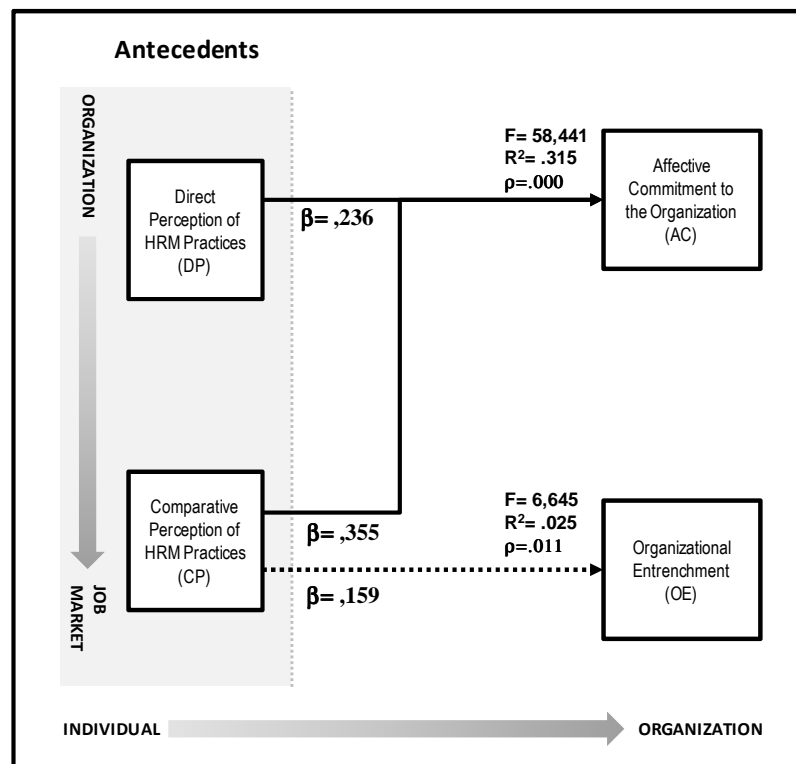 Antecedents
ORGANIZATION
Direct
Perception of
HRM Practices
(DP)
β= ,236
F= 58,441
R²= .315
ρ=.000
Affective
Commitment to
the Organization
(AC)
Comparative
Perception of
HRM Practices
(CP)
β= ,355
β= ,159
F= 6,645
R²= .025
ρ=.011
Organizational
Entrenchment
(OE)
JOB
MARKET
INDIVIDUAL
ORGANIZATION